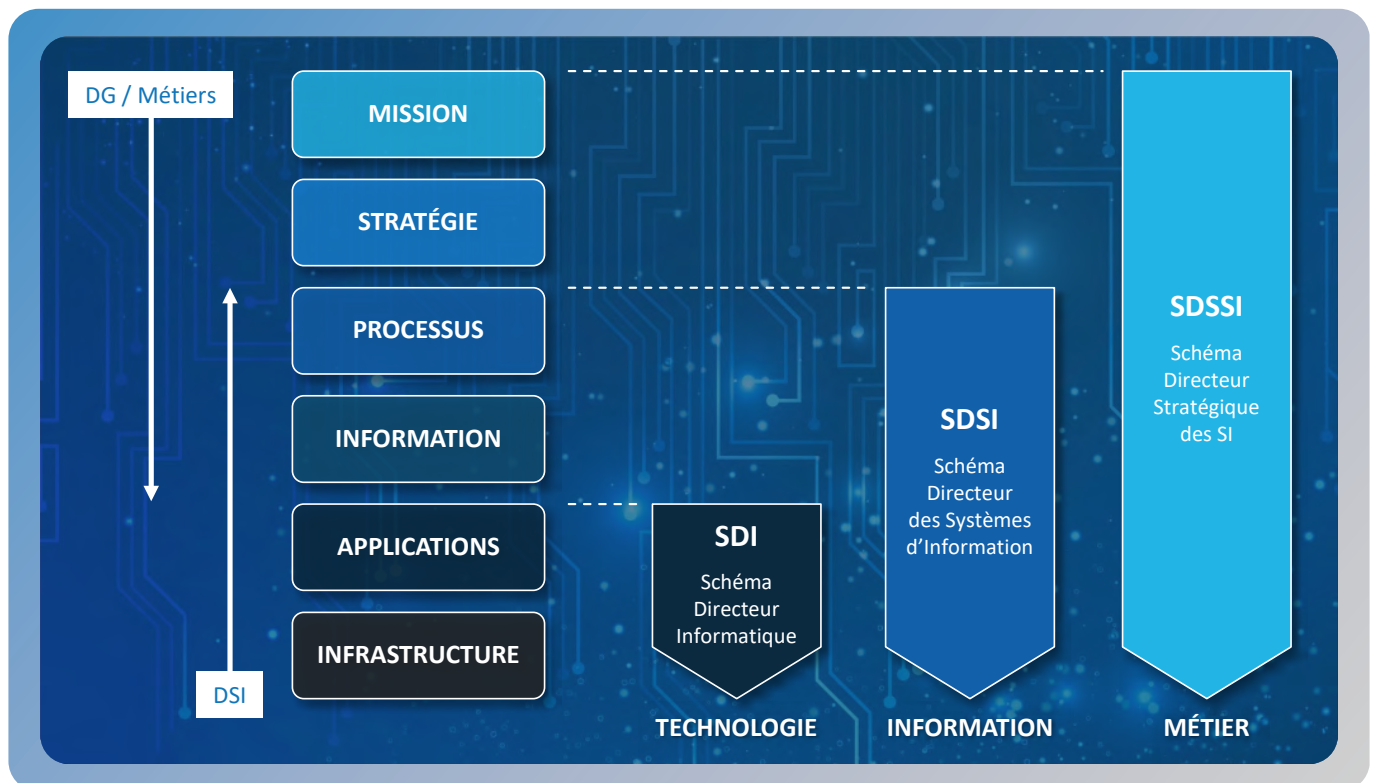 DG / Métiers
MISSION
STRATÉGIE
PROCESSUS
INFORMATION
APPLICATIONS
INFRASTRUCTURE
DSI
SDI
Schéma
Directeur
Informatique
TECHNOLOGIE
SDSI
Schéma
Directeur
des Systèmes
d’Information
INFORMATION
SDSSI
Schéma
Directeur
Stratégique
des SI
MÉTIER